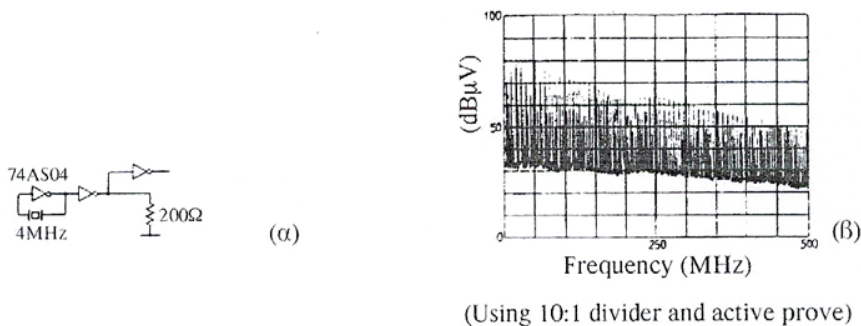 74AS04
4MHz
200Ω
(α)
(dBμV)
100
50
0
250
500
Frequency (MHz)
(β)
(Using 10:1 divider and active prove)